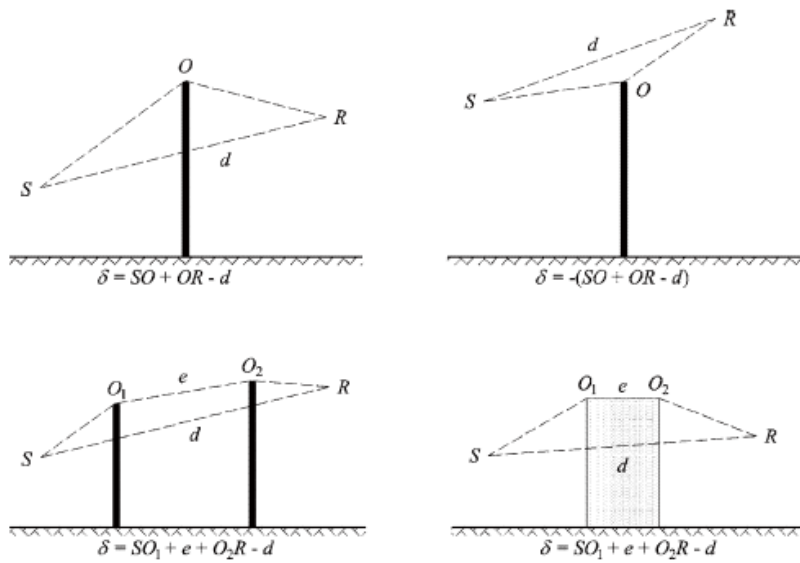 O
S
R
d
δ = SO + OR - d
R
d
S
O
δ = -(SO + OR - d)
O₁
e
O₂
R
S
d
δ = SO₁ + e + O₂R - d
O₁
e
O₂
S
R
d
δ = SO₁ + e + O₂R - d